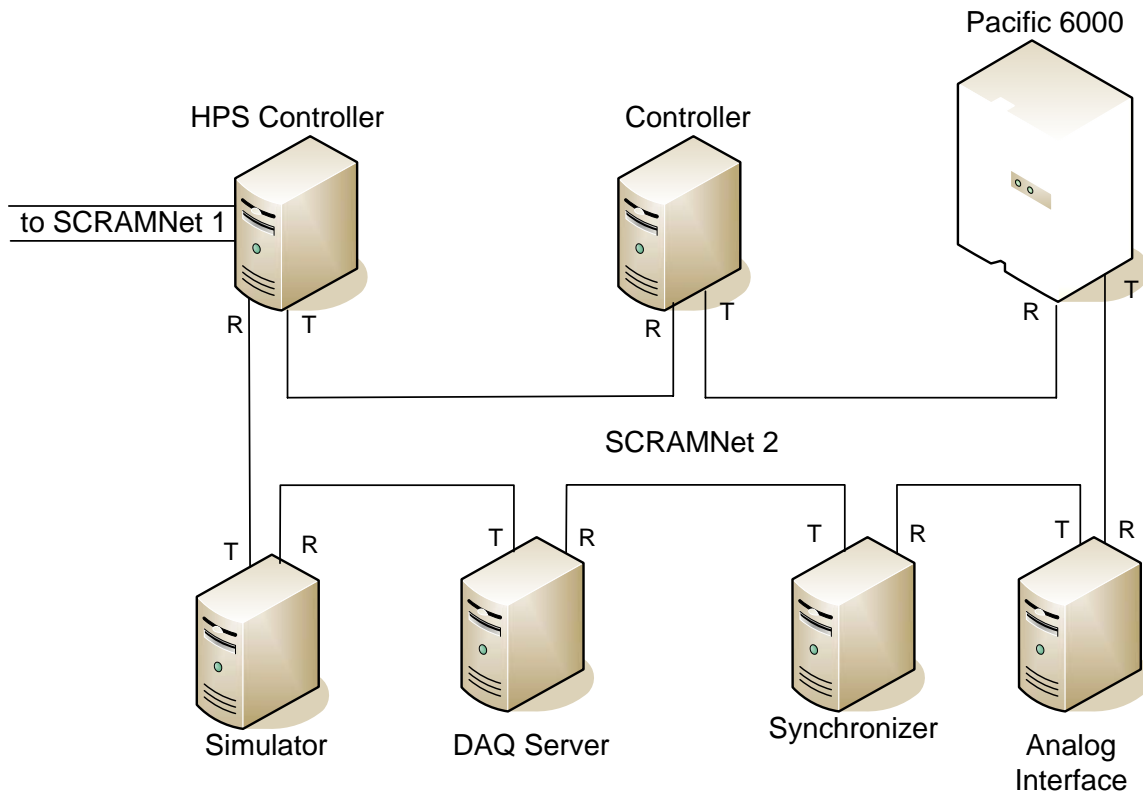 Pacific 6000
HPS Controller
Controller
to SCRAMNet 1
R
T
R
T
R
T
SCRAMNet 2
T
R
T
R
T
R
T
R
Simulator
DAQ Server
Synchronizer
Analog
Interface